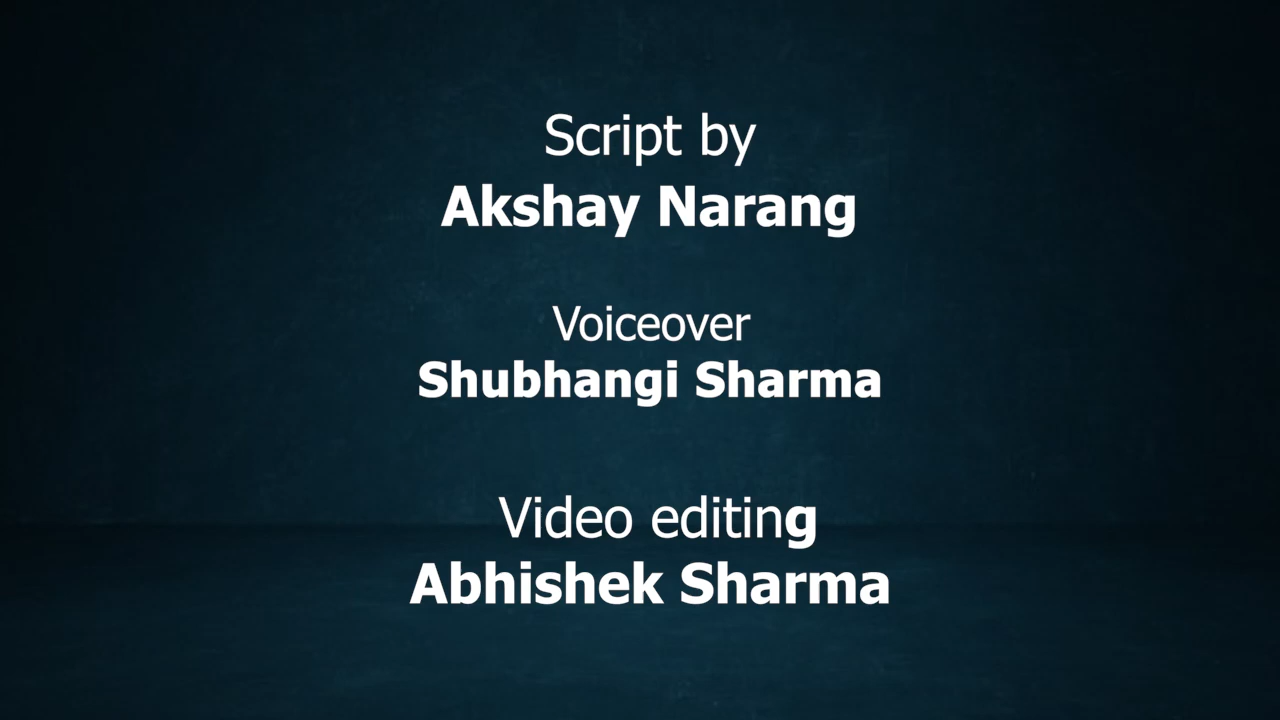 Script by
Akshay Narang
Voiceover
Shubhangi Sharma
Video editing
Abhishek Sharma